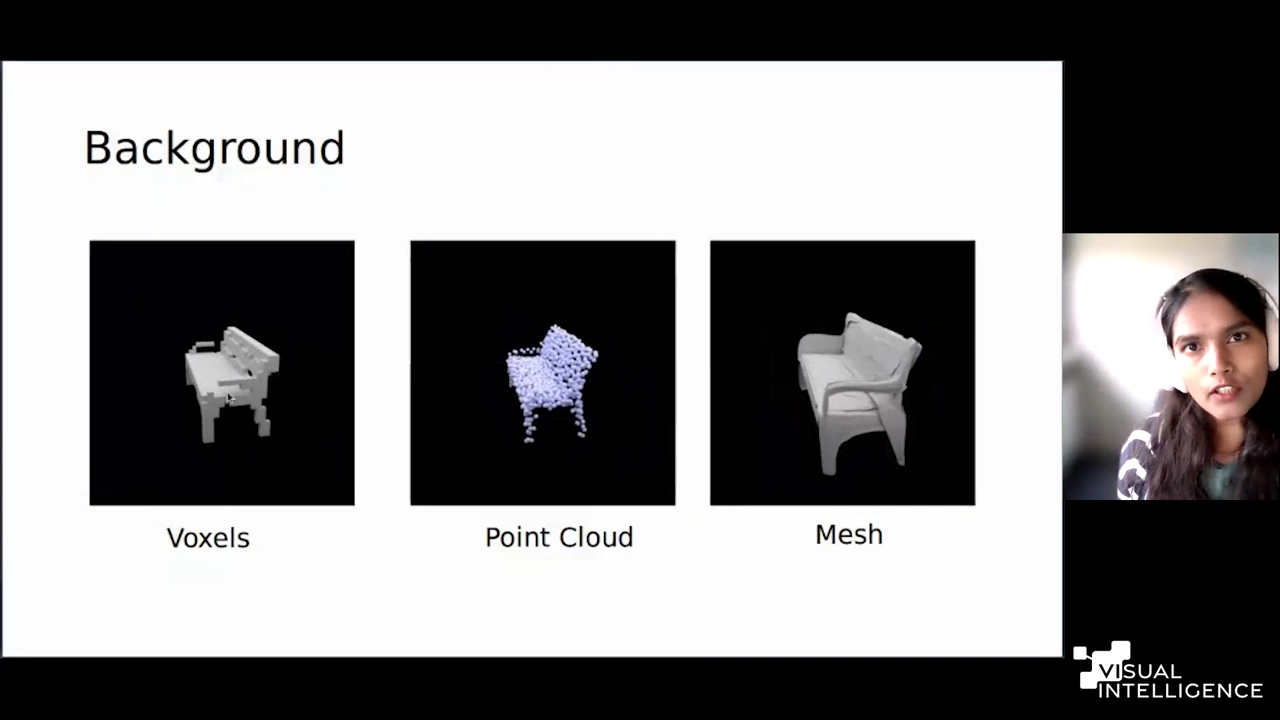 Background
Voxels
Point Cloud
Mesh
VISUAL
INTELLIGENCE